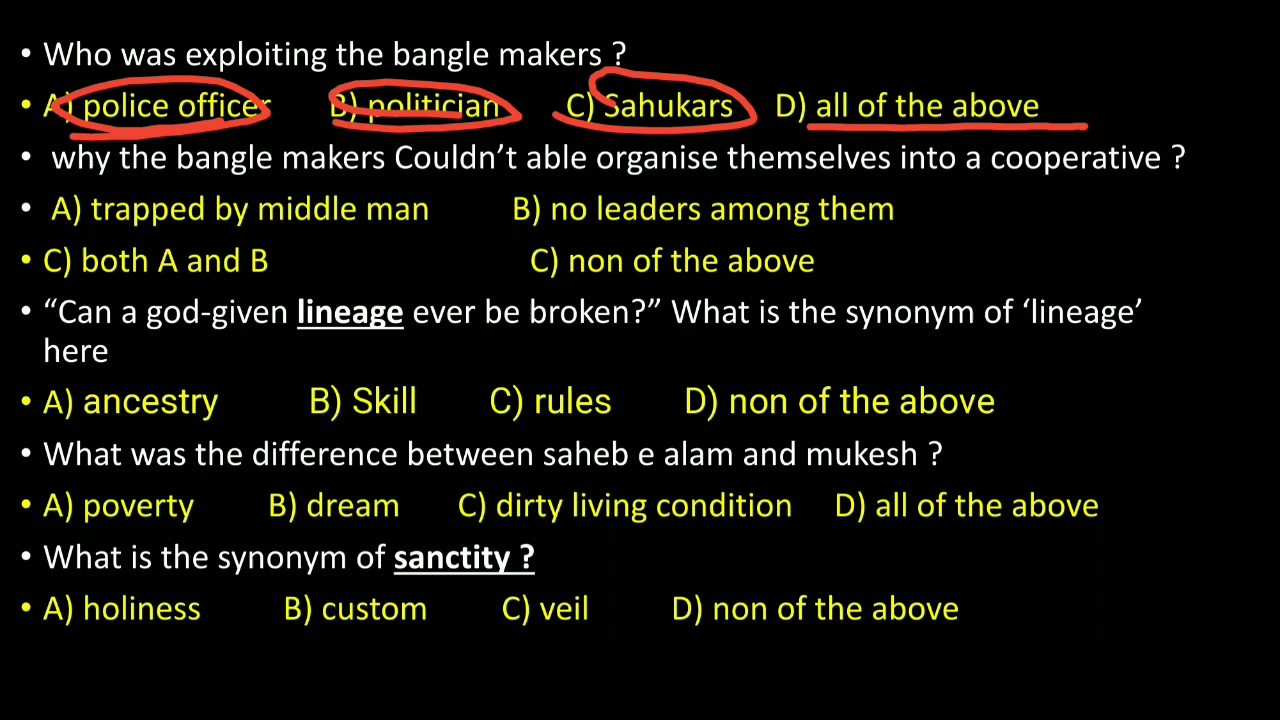 • Who was exploiting the bangle makers ?
• A) police officer B) politician C) Sahukars D) all of the above
• why the bangle makers Couldn't able organise themselves into a cooperative ?
• A) trapped by middle man B) no leaders among them
• C) both A and B C) non of the above
• “Can a god-given lineage ever be broken?” What is the synonym of ‘lineage’
here
• A) ancestry B) Skill C) rules D) non of the above
• What was the difference between saheb e alam and mukesh ?
• A) poverty B) dream C) dirty living condition D) all of the above
• What is the synonym of sanctity ?
• A) holiness B) custom C) veil D) non of the above